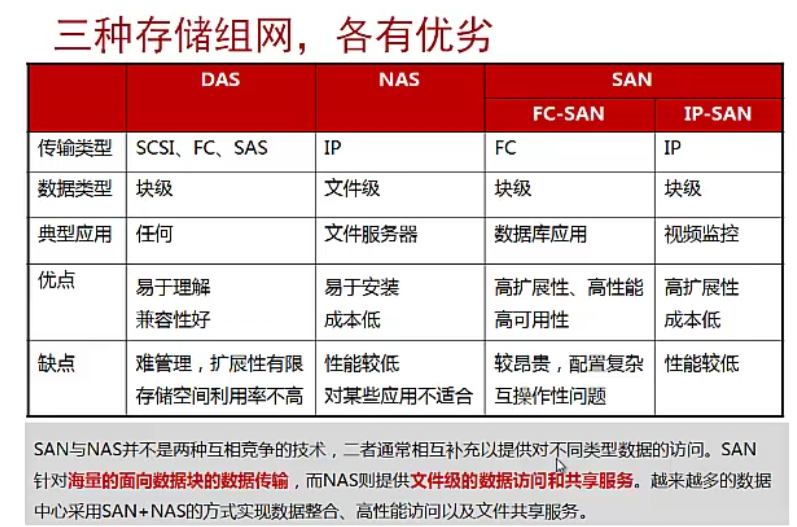 三种存储组网，各有优劣
DAS NAS SAN
FC-SAN IP-SAN
传输类型 SCSI、FC、SAS IP FC IP
数据类型 块级 文件级 块级 块级
典型应用 任何 文件服务器 数据库应用 视频监控
优点 易于理解 易于安装 高扩展性、高性能 高扩展性
兼容性好 成本低 高可用性 成本低
缺点 难管理，扩展性有限 性能较低 较昂贵，配置复杂 性能较低
存储空间利用率不高 对某些应用不适合 互操作性问题
SAN与NAS并不是两种互相竞争的技术，二者通常相互补充以提供对不同类型数据的访问。SAN
针对海量的面向数据块的数据传输，而NAS则提供文件级的数据访问和共享服务。越来越多的数据
中心采用SAN+NAS的方式实现数据整合、高性能访问以及文件共享服务。